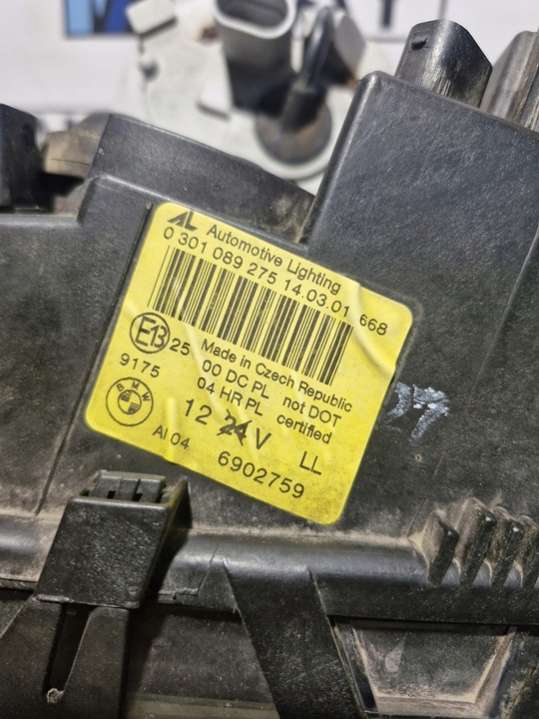 AL Automotive Lighting
0 301 089 275 14.03.01 668
E13 25 Made in Czech Republic
9175 00 DC PL not DOT
04 HR PL certified
BMW 12 24 V LL
AI 04 6902759